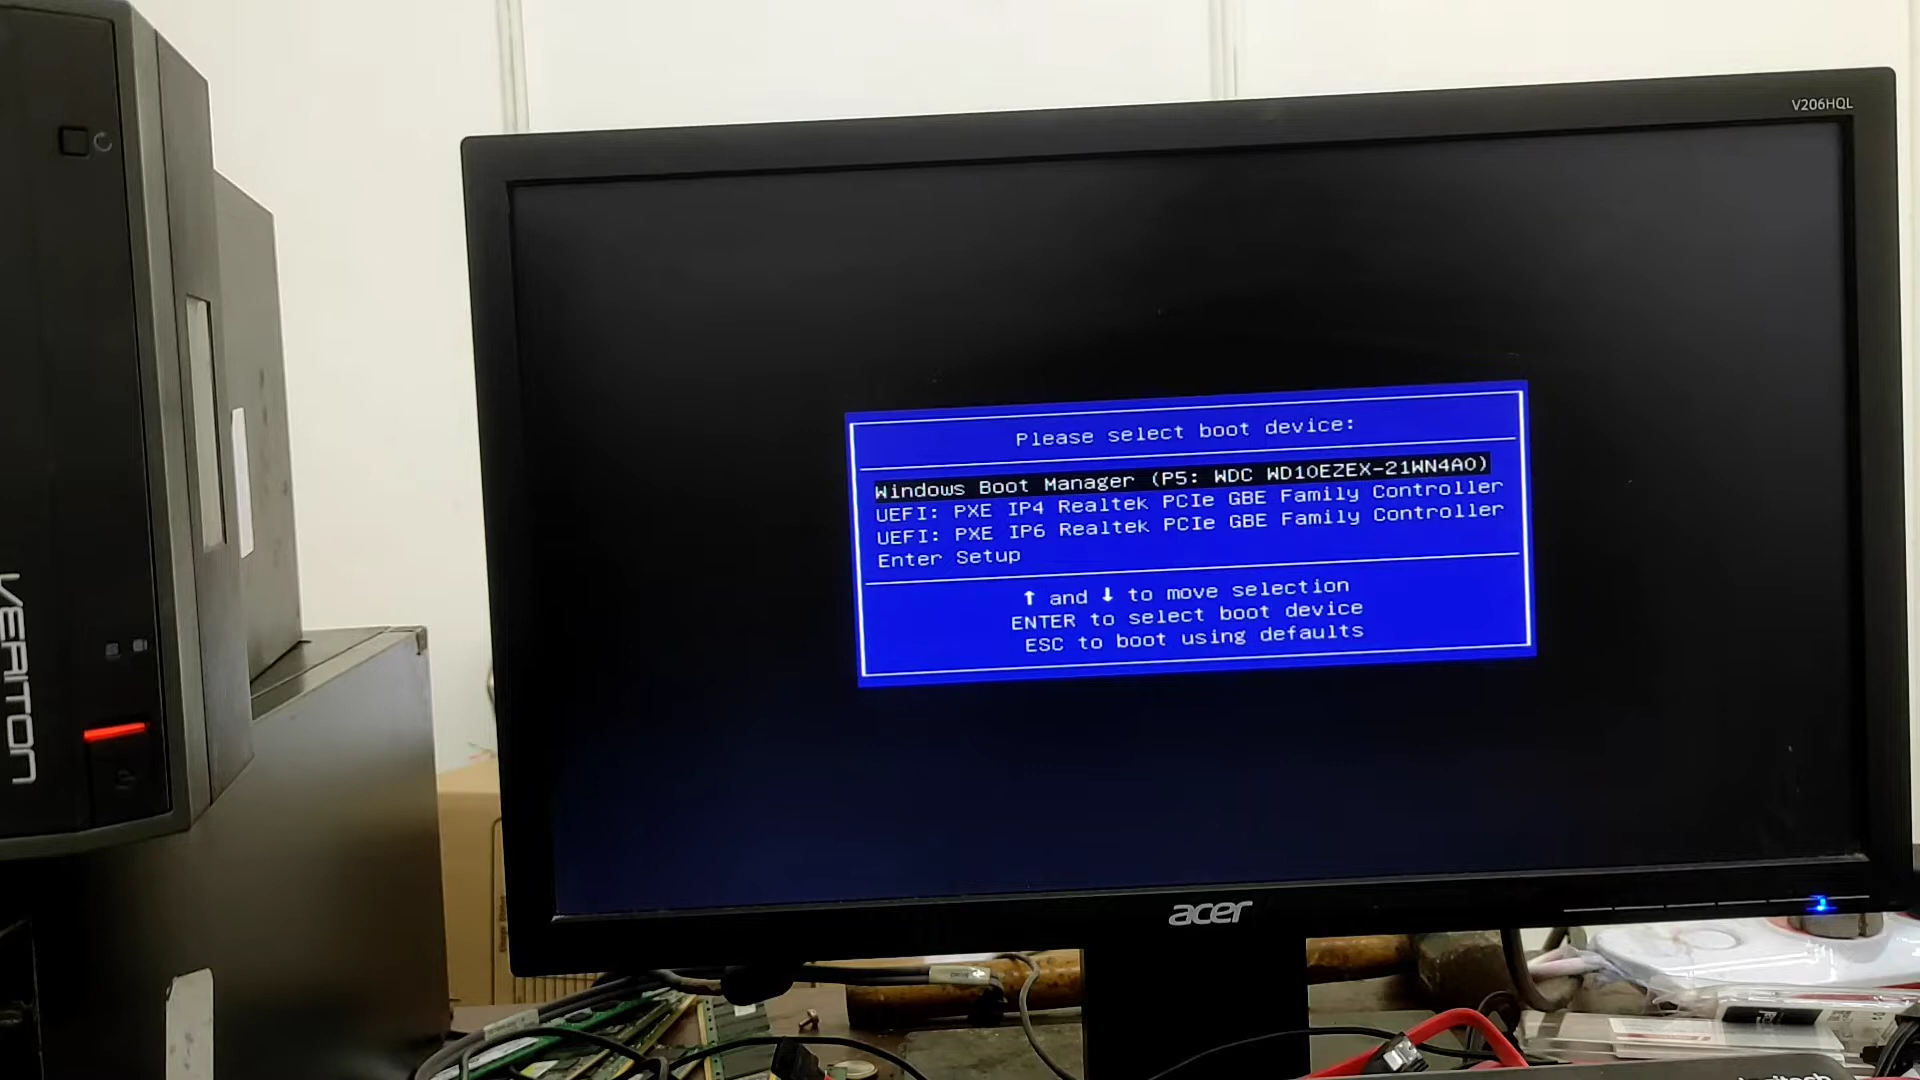 V206HQL
Please select boot device:
Windows Boot Manager (P5: WDC WD10EZEX-21WN4A0)
UEFI: PXE IP4 Realtek PCIe GBE Family Controller
UEFI: PXE IP6 Realtek PCIe GBE Family Controller
Enter Setup
↑ and ↓ to move selection
ENTER to select boot device
ESC to boot using defaults
VERITON
acer